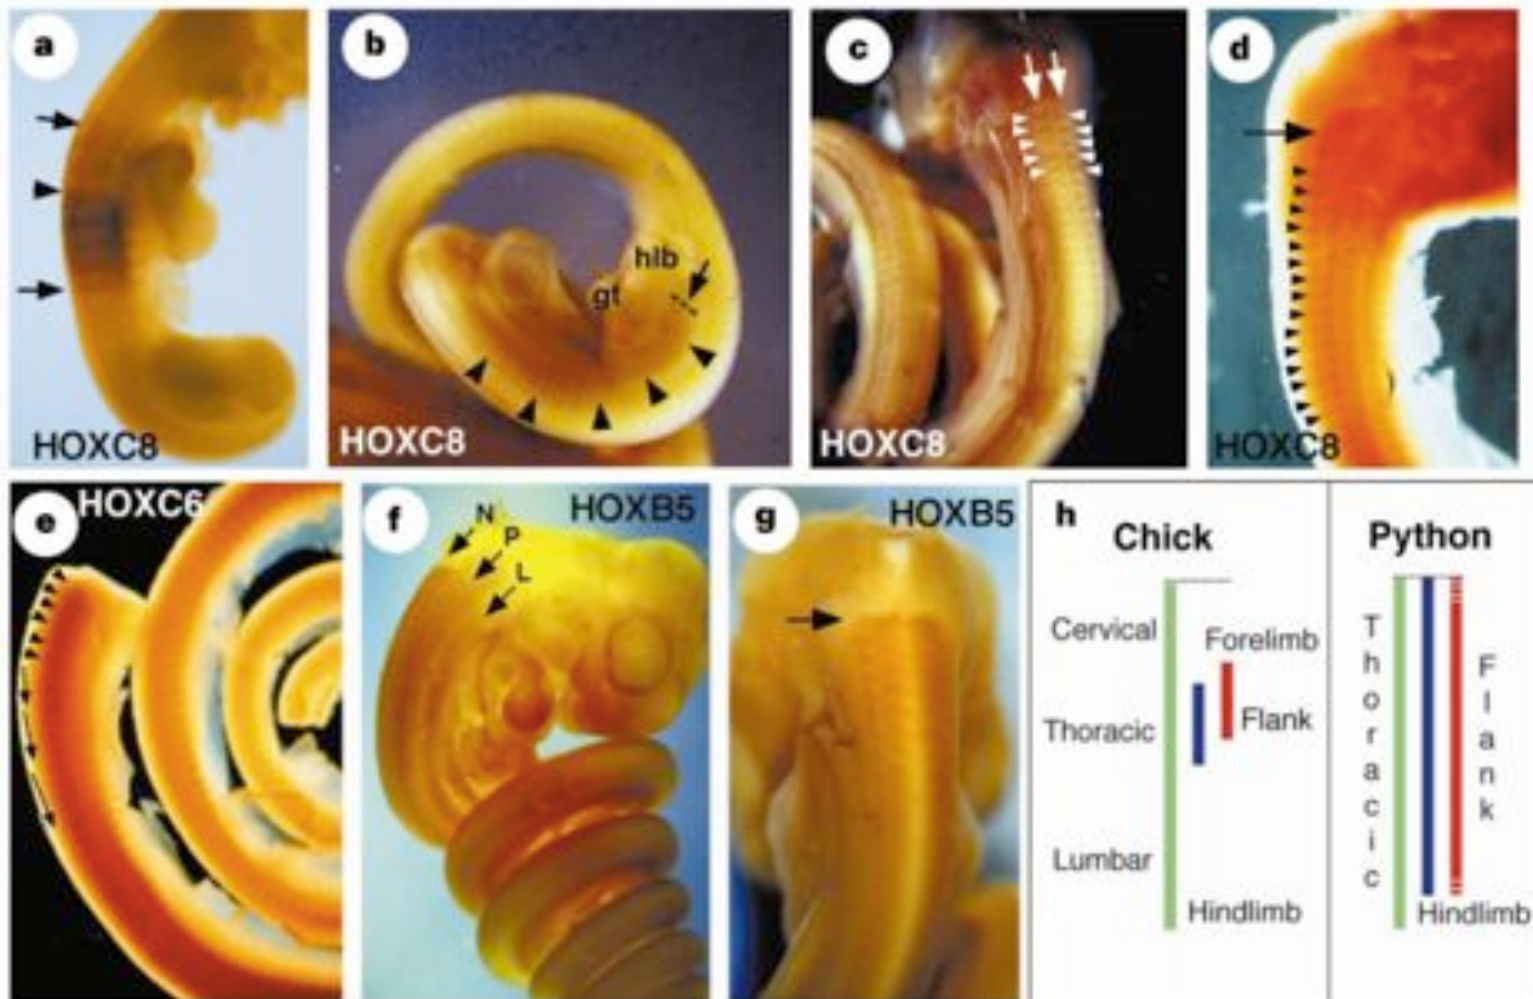 a
b
c
d
hlb
gt
HOXC8
HOXC8
HOXC8
HOXC8
e
HOXC6
f
HOXB5
N
P
L
g
HOXB5
h
Chick
Cervical
Forelimb
Thoracic
Flank
Lumbar
Hindlimb
Python
Thoracic
Flank
Hindlimb